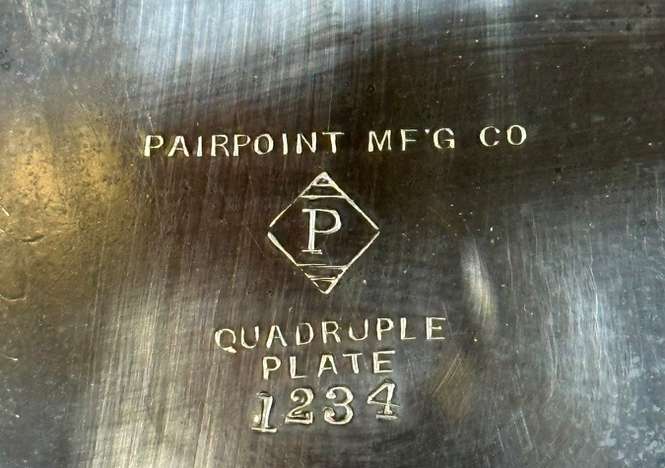 PAIRPOINT MF'G CO
P
QUADRUPLE
PLATE
1234